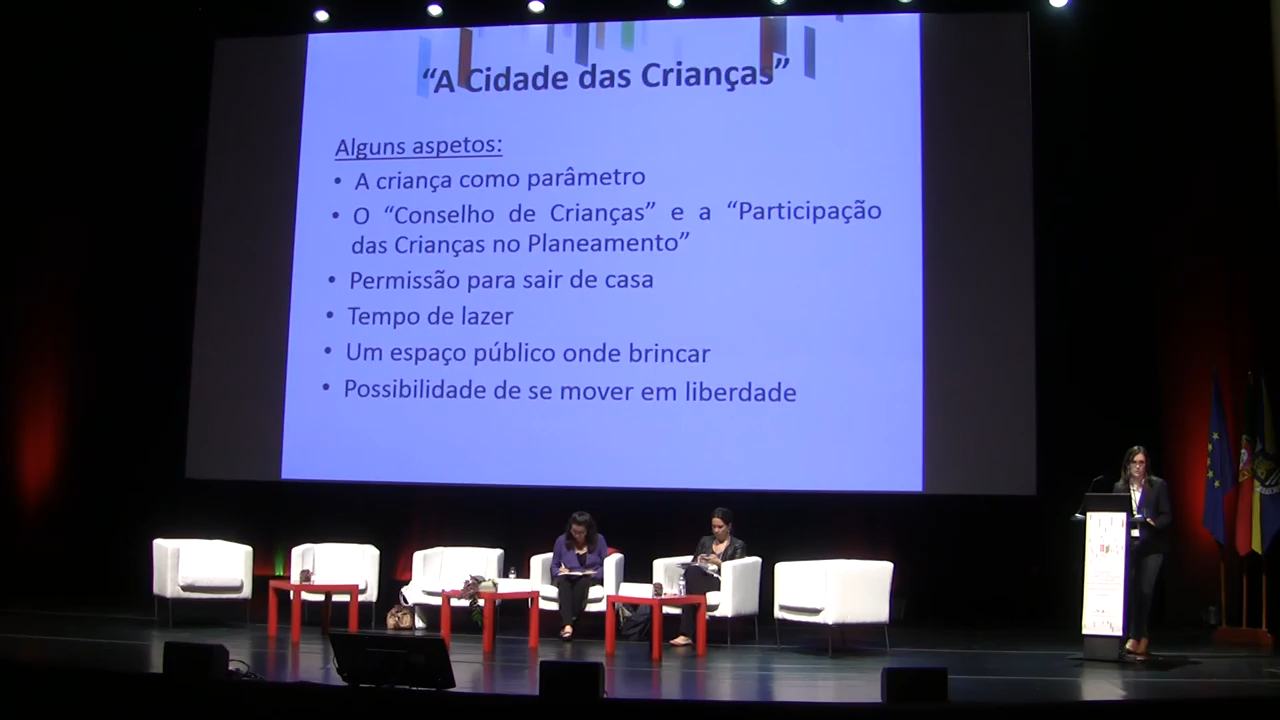 “A Cidade das Crianças”
Alguns aspetos:
• A criança como parâmetro
• O “Conselho de Crianças” e a “Participação
das Crianças no Planeamento”
• Permissão para sair de casa
• Tempo de lazer
• Um espaço público onde brincar
• Possibilidade de se mover em liberdade